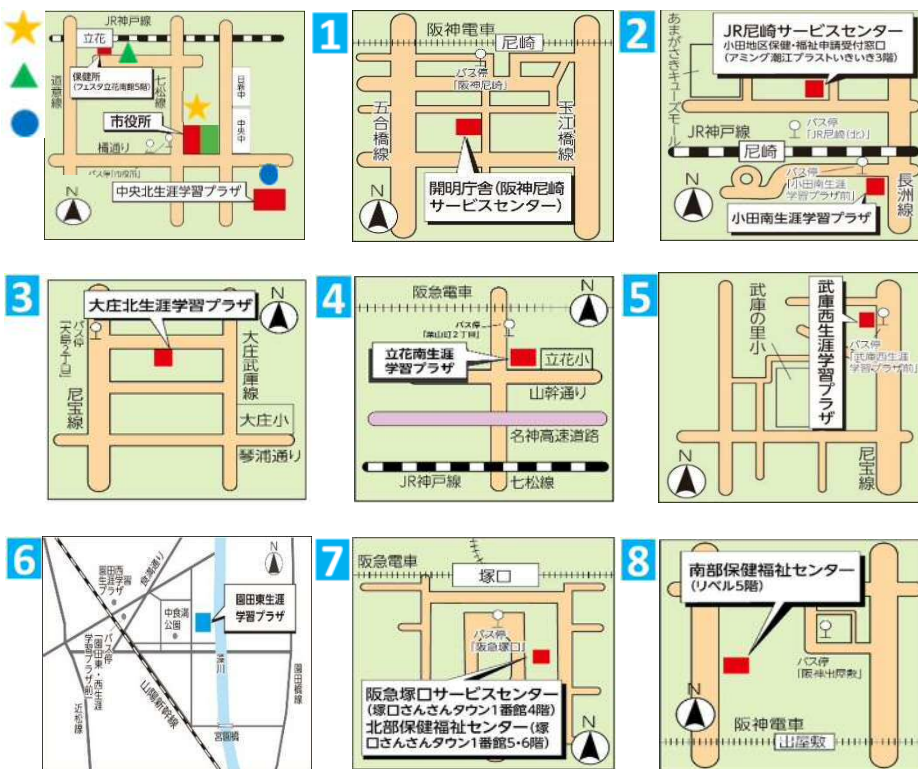 JR神戸線
立花
保健所
(フェスタ立花南館5階)
道意線
七松線
日新中
中央中
市役所
橘通り
バス停「市役所」
中央北生涯学習プラザ
N
1
阪神電車
尼崎
バス停
「阪神尼崎」
五合橋線
玉江橋線
開明庁舎(阪神尼崎
サービスセンター)
N
2
あまがさきキューズモール
JR尼崎サービスセンター
小田地区保健・福祉申請受付窓口
(アミング潮江プラストいきいき3階)
バス停
「JR尼崎(北)」
JR神戸線
尼崎
バス停
「小田南生涯
学習プラザ前」
長洲線
小田南生涯学習プラザ
N
3
大庄北生涯学習プラザ
N
バス停
「大島2丁目」
尼宝線
大庄武庫線
大庄小
琴浦通り
4
阪急電車
N
バス停
「栗山町2丁目」
立花南生涯
学習プラザ
立花小
山幹通り
名神高速道路
JR神戸線
七松線
5
武庫の里小
武庫西生涯学習プラザ
バス停
「武庫西生涯
学習プラザ前」
尼宝線
N
6
園田西
生涯学習
プラザ
食満通り
中食満
公園
園田東生涯
学習プラザ
N
バス停
「園田東・西生涯
学習プラザ前」
近松線
山陽新幹線
藻川
宮園橋
園田橋線
7
阪急電車
塚口
バス停
「阪急塚口」
阪急塚口サービスセンター
(塚口さんさんタウン1番館4階)
北部保健福祉センター(塚
口さんさんタウン1番館5・6階)
N
8
南部保健福祉センター
(リベル5階)
バス停
「阪神出屋敷」
N
阪神電車
出屋敷